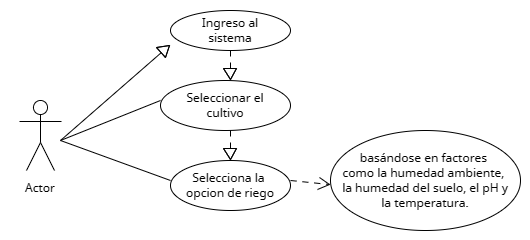 Ingreso al
sistema
Seleccionar el
cultivo
Selecciona la
opcion de riego
basándose en factores
como la humedad ambiente,
la humedad del suelo, el pH y
la temperatura.
Actor